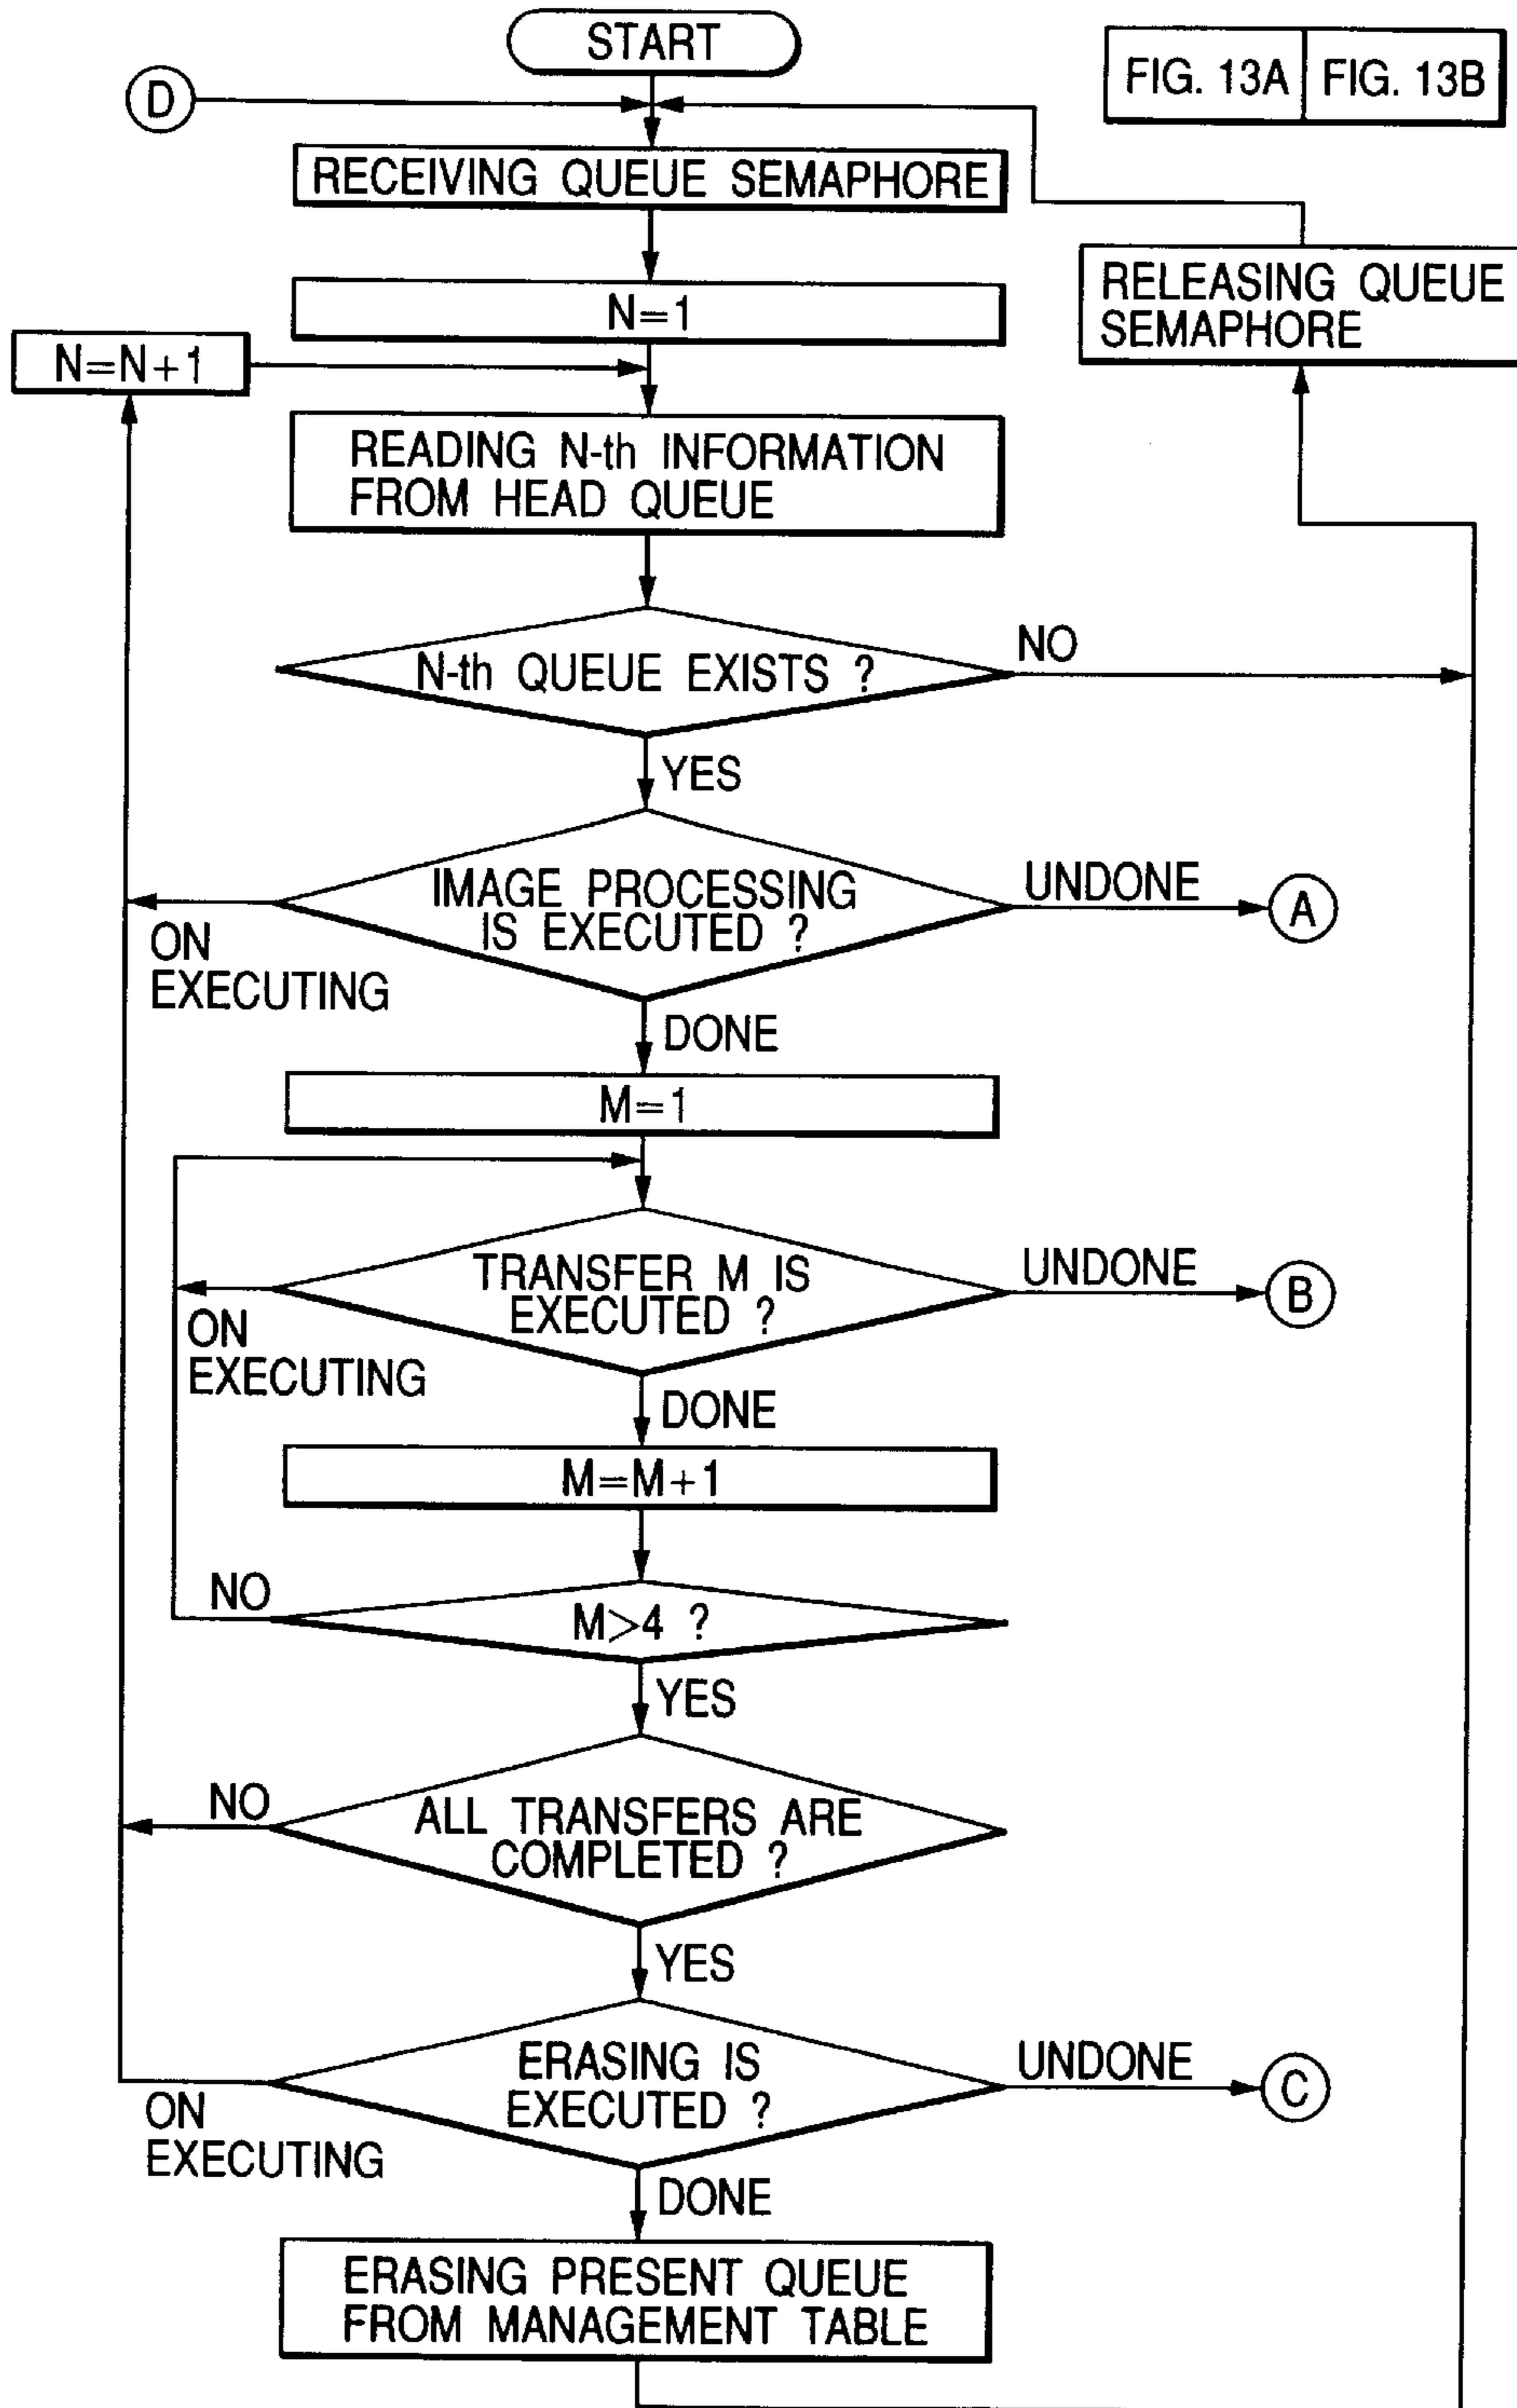 START
FIG. 13A FIG. 13B
D
RECEIVING QUEUE SEMAPHORE
N=1
RELEASING QUEUE
SEMAPHORE
N=N+1
READING N-th INFORMATION
FROM HEAD QUEUE
N-th QUEUE EXISTS ?
NO
YES
IMAGE PROCESSING
IS EXECUTED ?
UNDONE
A
ON
EXECUTING
DONE
M=1
TRANSFER M IS
EXECUTED ?
UNDONE
B
ON
EXECUTING
DONE
M=M+1
NO
M>4 ?
YES
NO
ALL TRANSFERS ARE
COMPLETED ?
YES
ERASING IS
EXECUTED ?
UNDONE
C
ON
EXECUTING
DONE
ERASING PRESENT QUEUE
FROM MANAGEMENT TABLE